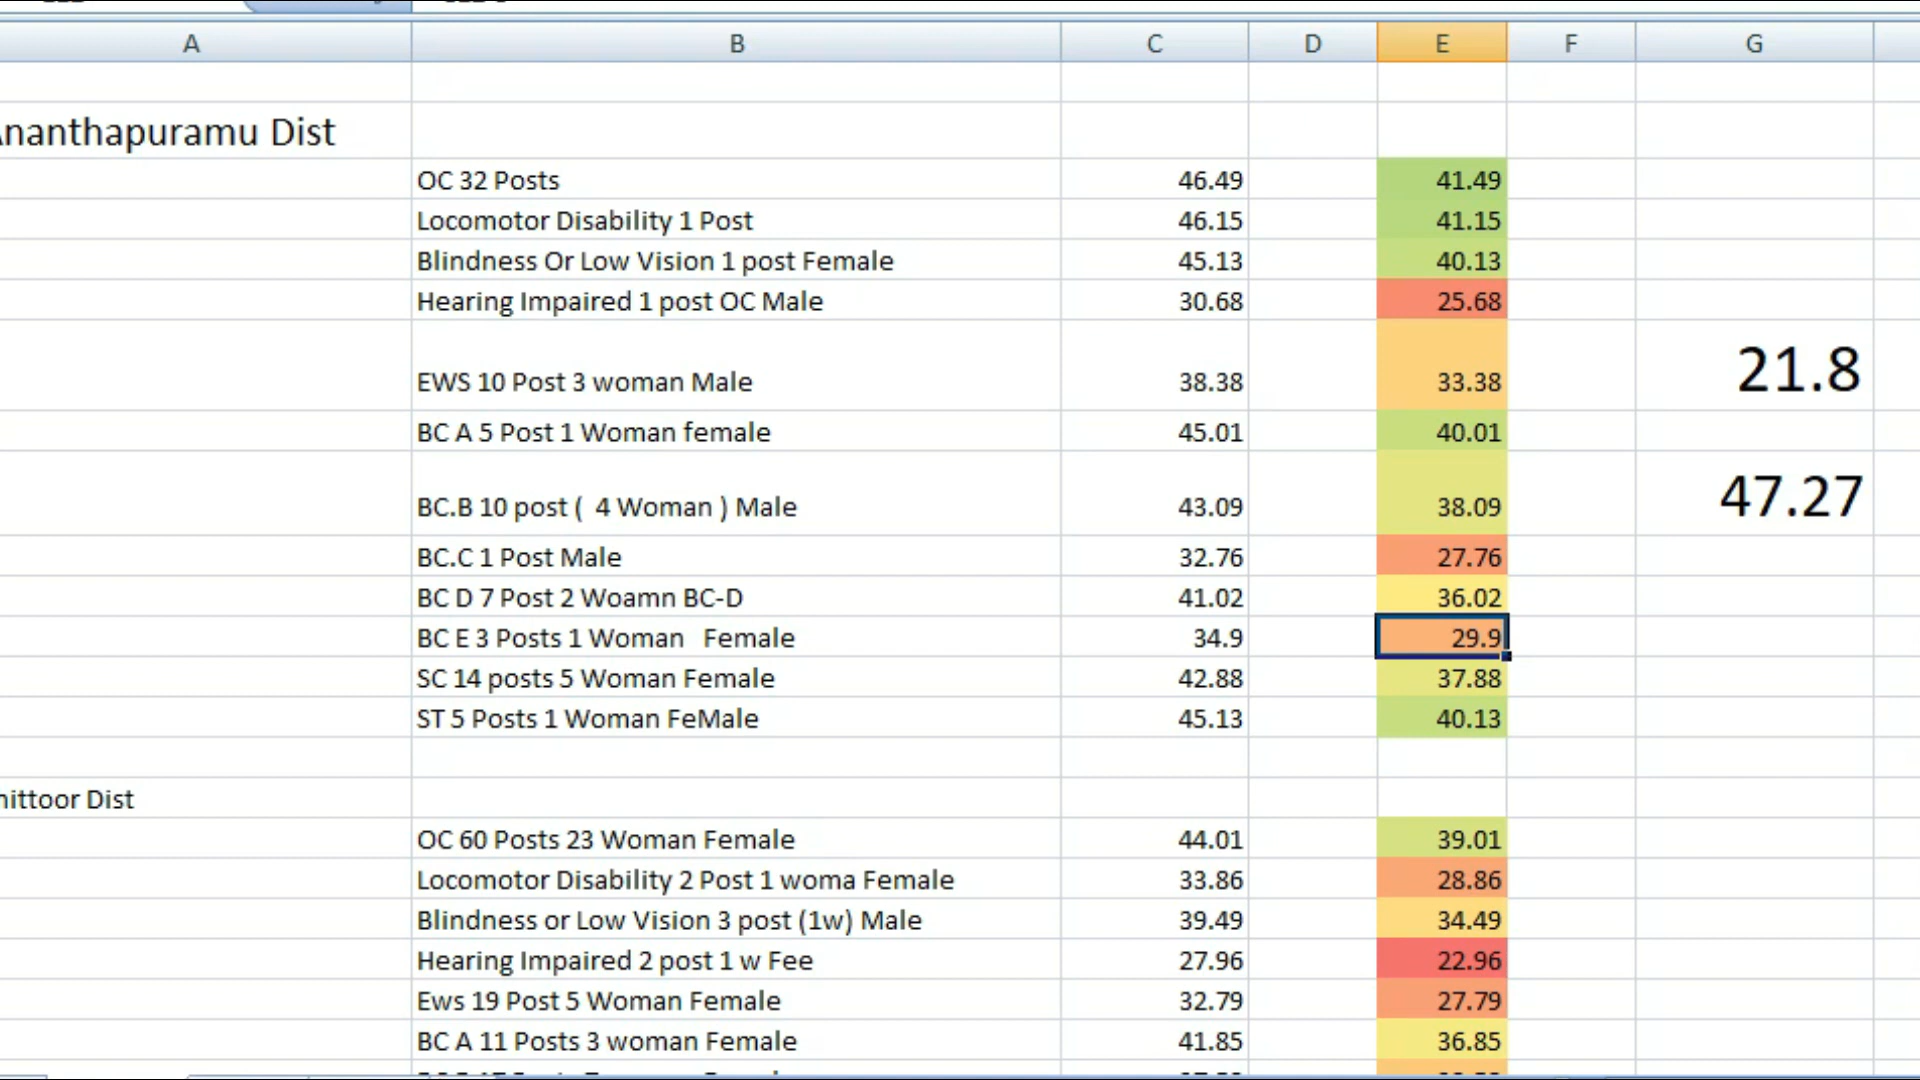 A B C D E F G
nanthapuramu Dist
OC 32 Posts 46.49 41.49
Locomotor Disability 1 Post 46.15 41.15
Blindness Or Low Vision 1 post Female 45.13 40.13
Hearing Impaired 1 post OC Male 30.68 25.68
EWS 10 Post 3 woman Male 38.38 33.38 21.8
BC A 5 Post 1 Woman female 45.01 40.01
BC.B 10 post ( 4 Woman ) Male 43.09 38.09 47.27
BC.C 1 Post Male 32.76 27.76
BC D 7 Post 2 Woamn BC-D 41.02 36.02
BC E 3 Posts 1 Woman Female 34.9 29.9
SC 14 posts 5 Woman Female 42.88 37.88
ST 5 Posts 1 Woman FeMale 45.13 40.13
hittoor Dist
OC 60 Posts 23 Woman Female 44.01 39.01
Locomotor Disability 2 Post 1 woma Female 33.86 28.86
Blindness or Low Vision 3 post (1w) Male 39.49 34.49
Hearing Impaired 2 post 1 w Fee 27.96 22.96
Ews 19 Post 5 Woman Female 32.79 27.79
BC A 11 Posts 3 woman Female 41.85 36.85